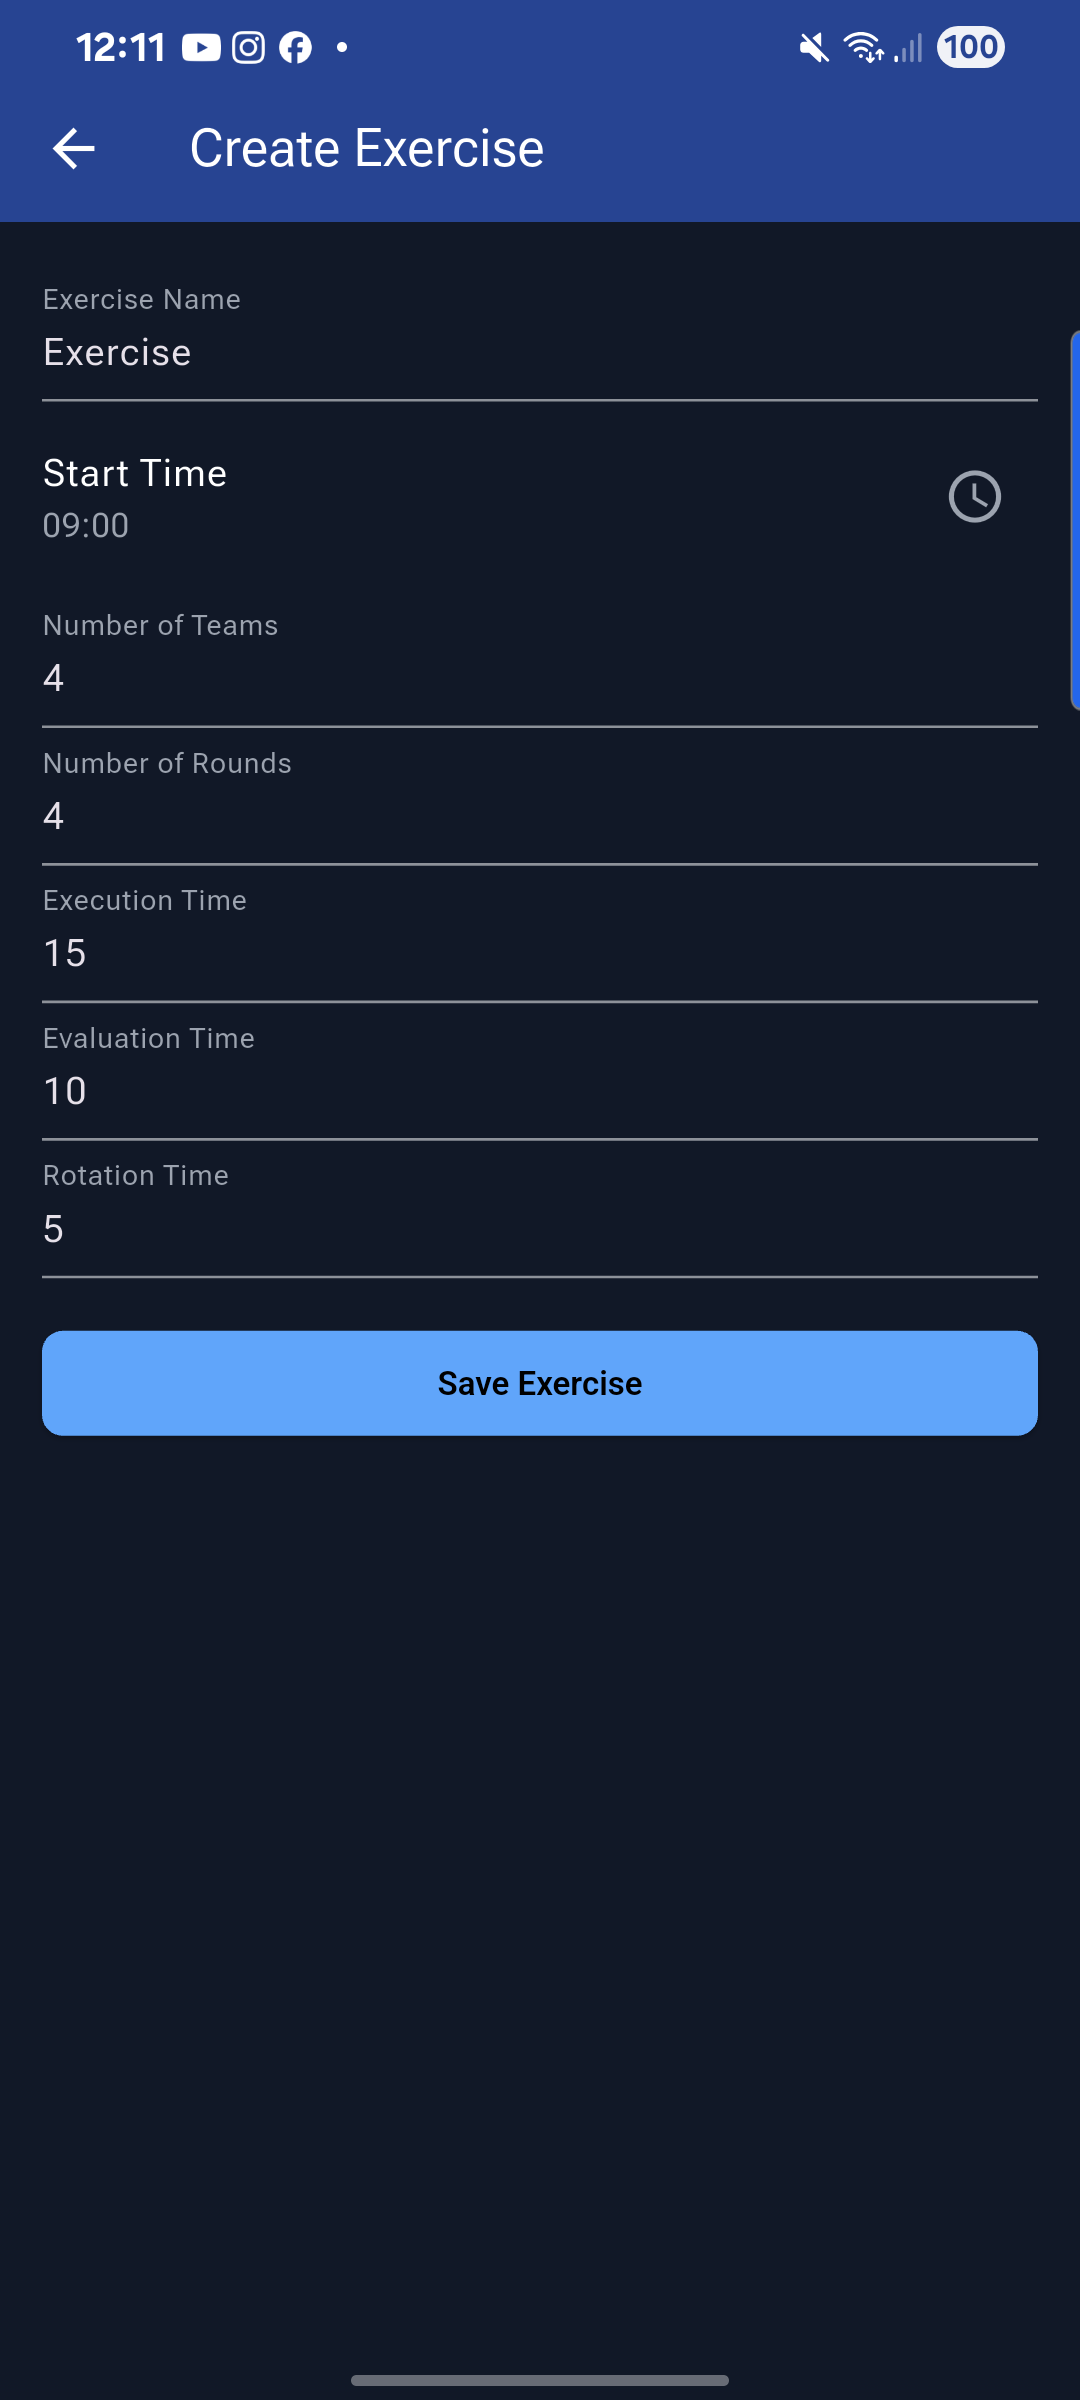 12:11
100
Create Exercise
Exercise Name
Exercise
Start Time
09:00
Number of Teams
4
Number of Rounds
4
Execution Time
15
Evaluation Time
10
Rotation Time
5
Save Exercise